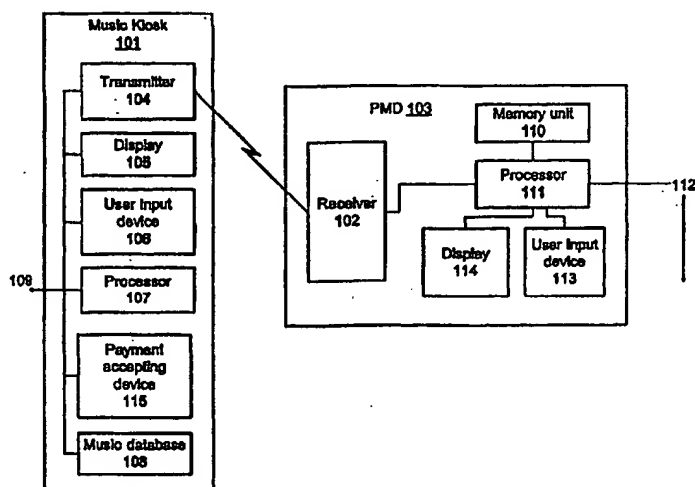 Music Kiosk
101
Transmitter
104
Display
105
User Input
device
106
109
Processor
107
Payment
accepting
device
115
Music database
108
PMD 103
Memory unit
110
Receiver
102
Processor
111
112
Display
114
User Input
device
113